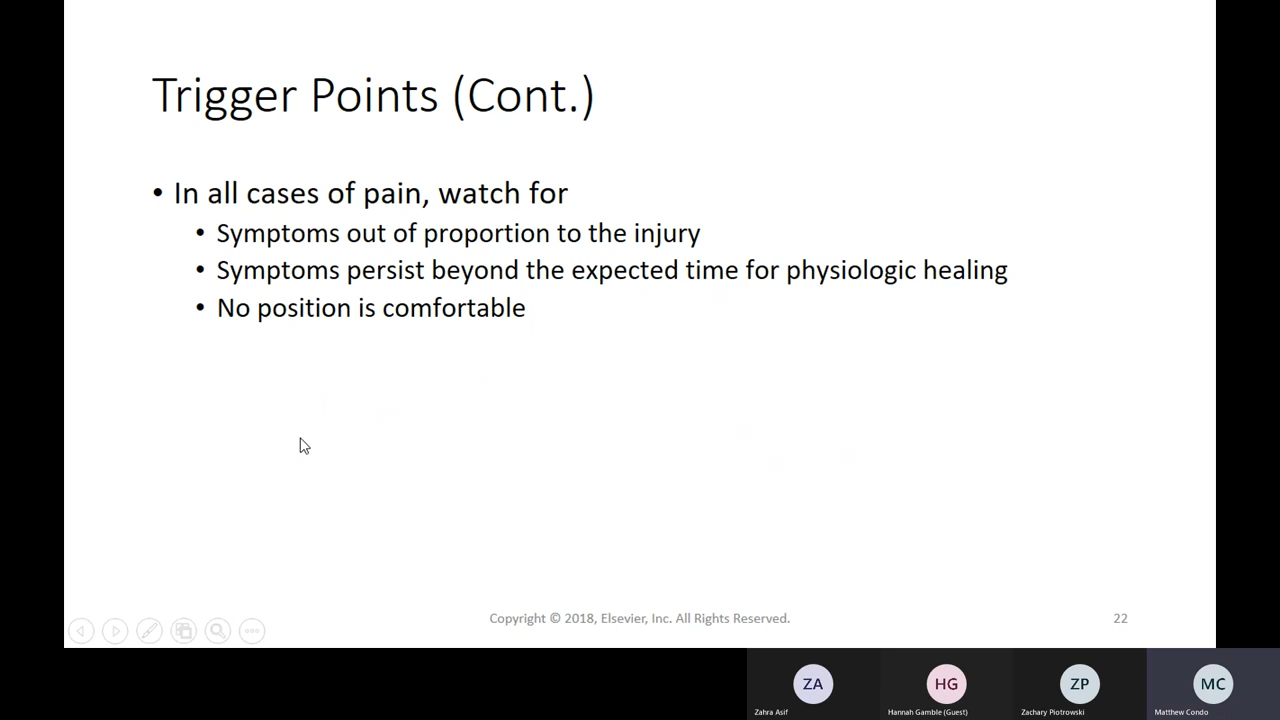 Trigger Points (Cont.)
• In all cases of pain, watch for
• Symptoms out of proportion to the injury
• Symptoms persist beyond the expected time for physiologic healing
• No position is comfortable
Copyright © 2018, Elsevier, Inc. All Rights Reserved.
22
ZA
HG
ZP
MC
Zahra Asif
Hannah Gamble (Guest)
Zachary Piotrowski
Matthew Condo